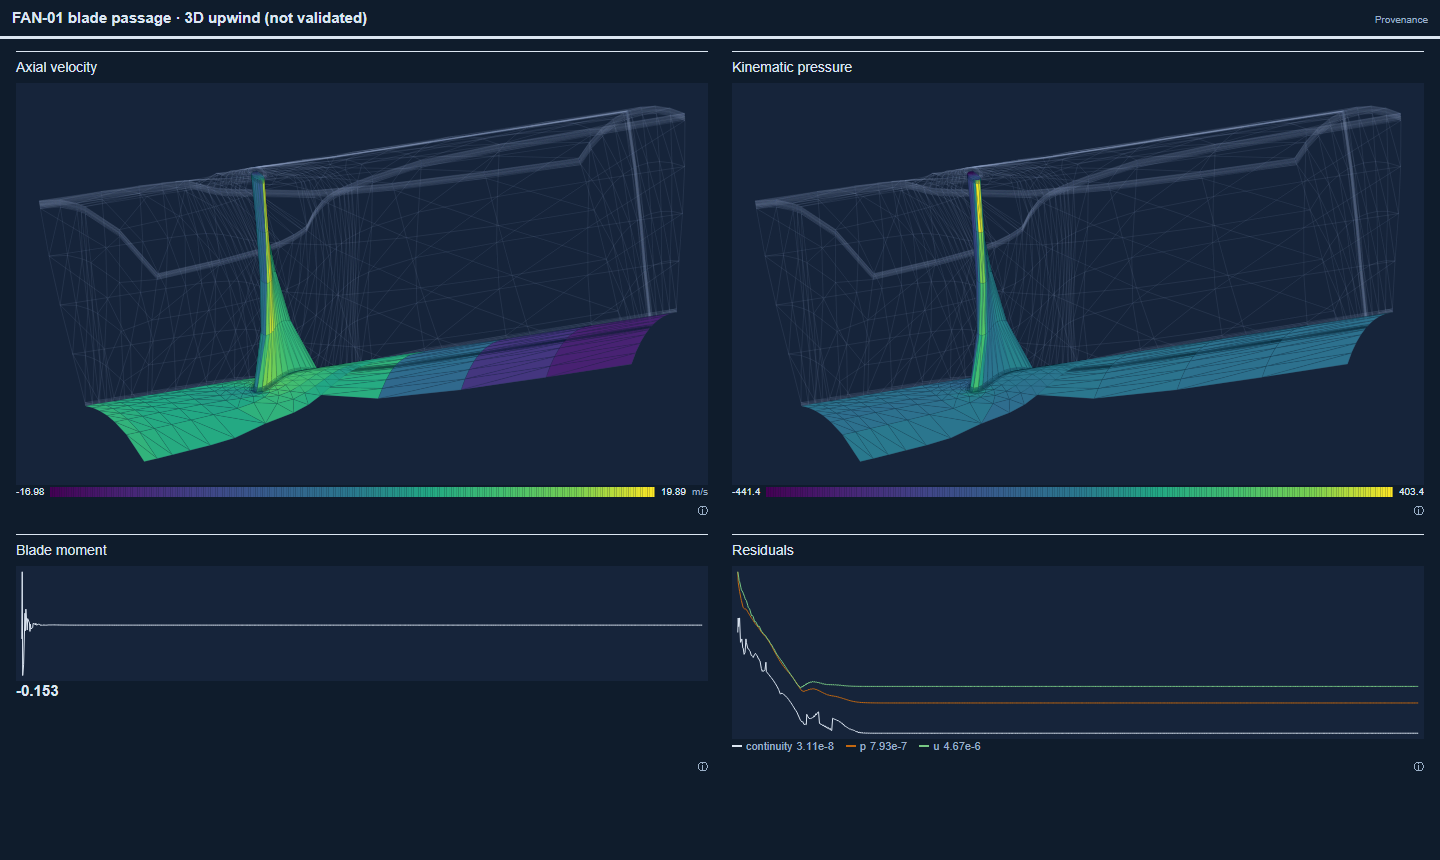 FAN-01 blade passage · 3D upwind (not validated)
Provenance
Axial velocity
Kinematic pressure
-16.98 19.89 m/s
-441.4 403.4
ⓘ
ⓘ
Blade moment
Residuals
-0.153
continuity 3.11e-8 p 7.93e-7 u 4.67e-6
ⓘ
ⓘ